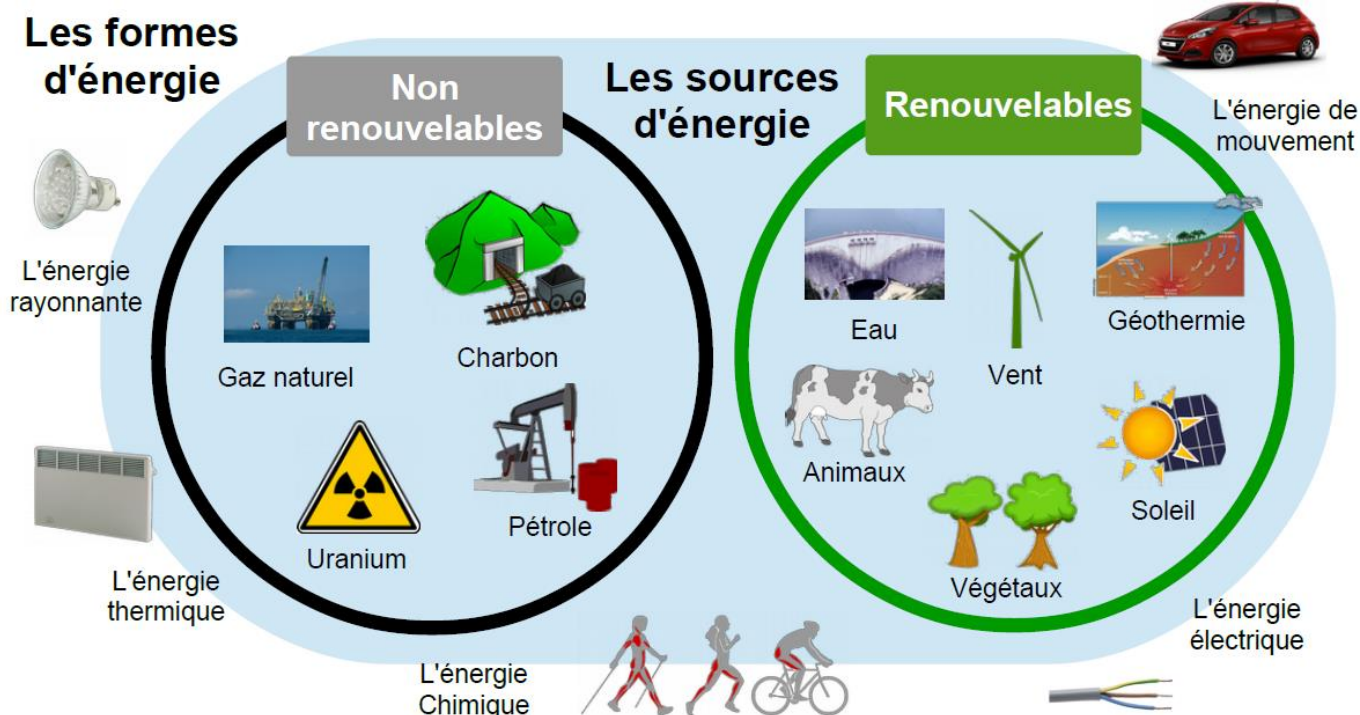 Les formes
d'énergie
Non
renouvelables
Les sources
d'énergie
Renouvelables
L'énergie de
mouvement
L'énergie
rayonnante
Gaz naturel
Charbon
Eau
Vent
Géothermie
Uranium
Pétrole
Animaux
Végétaux
Soleil
L'énergie
thermique
L'énergie
Chimique
L'énergie
électrique